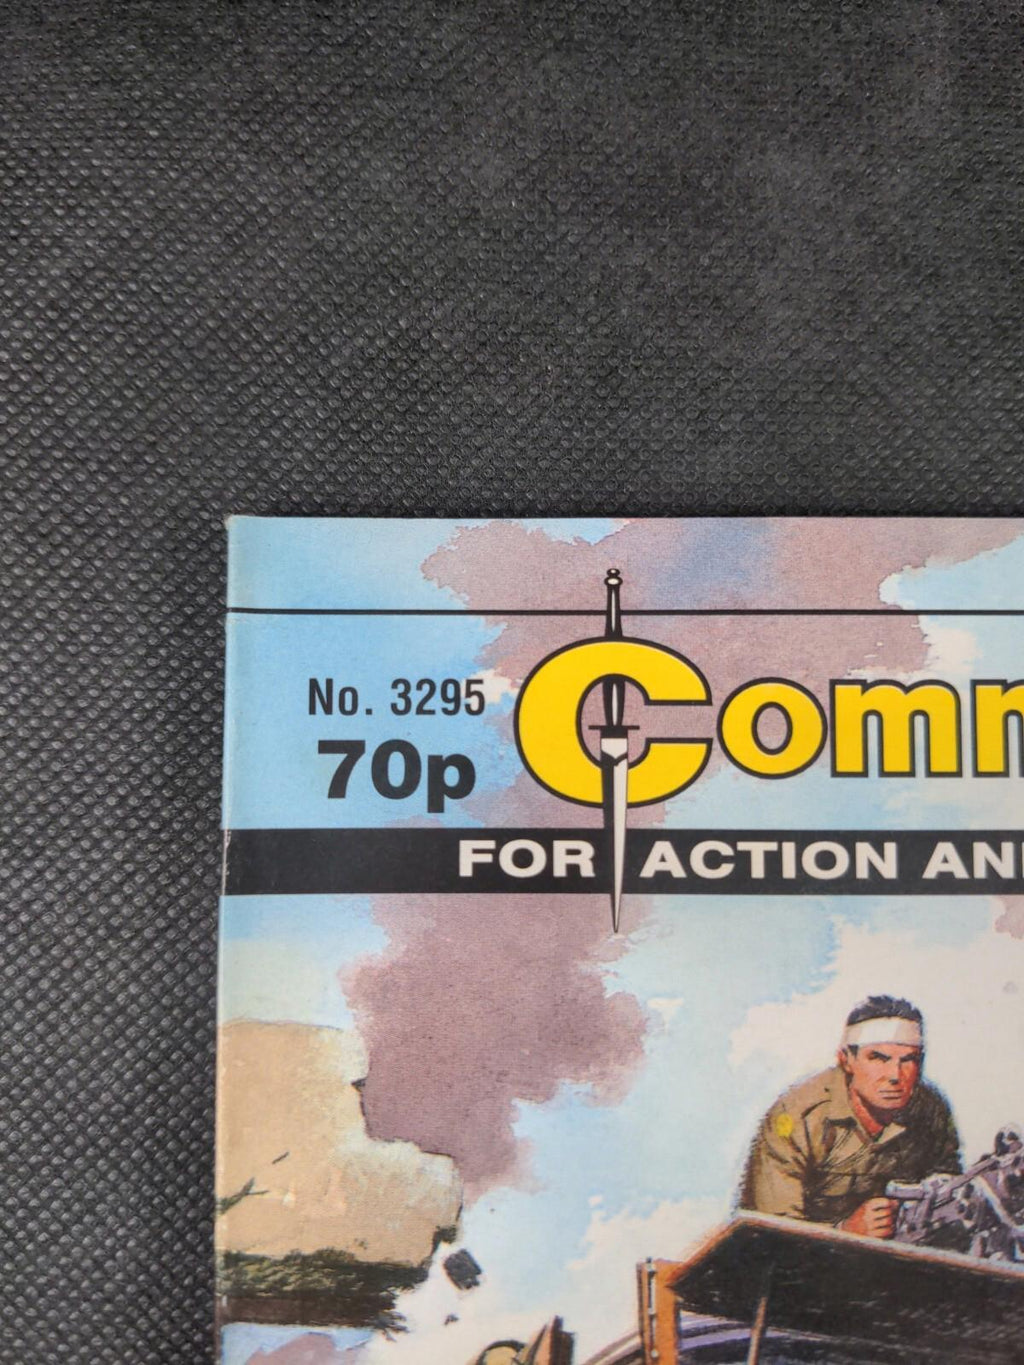 No. 3295
70p
Comm
FOR ACTION AN